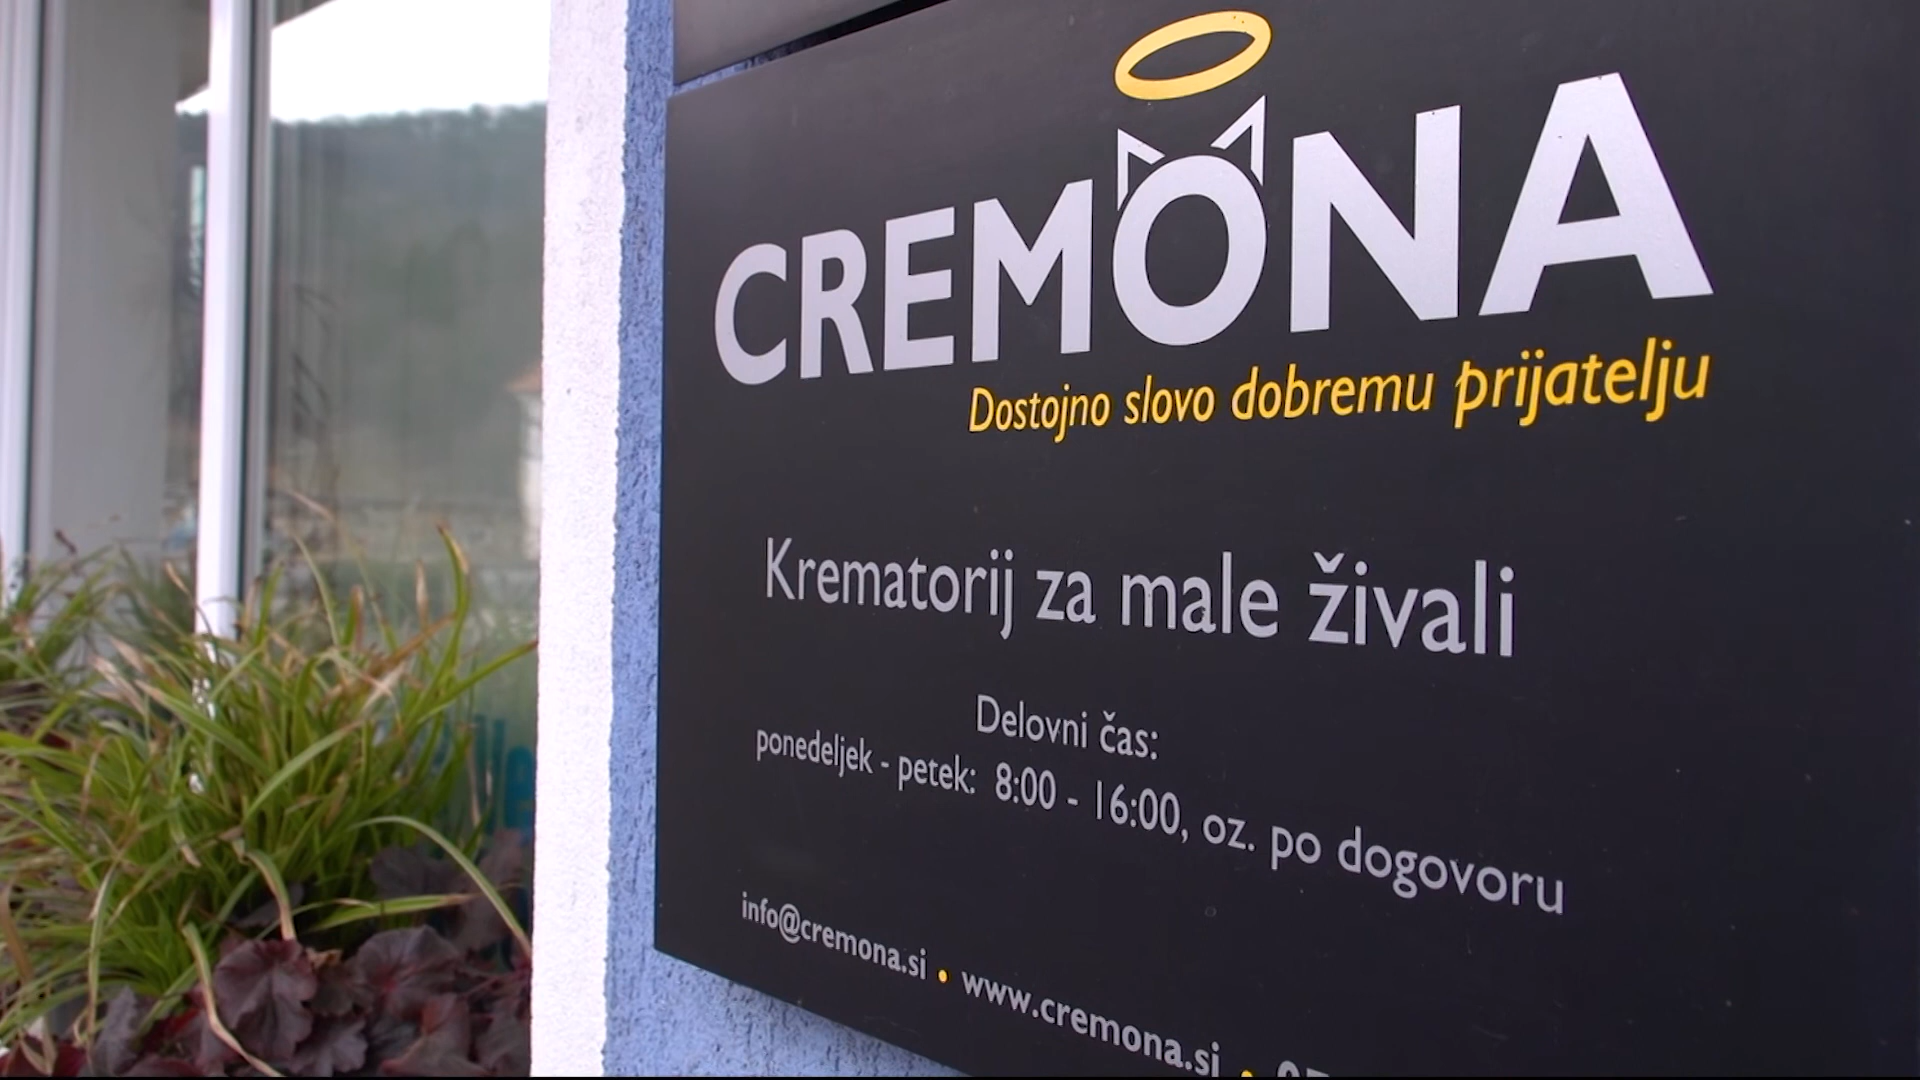 CREMONA
Dostojno slovo dobremu prijatelju
Krematorij za male živali
Delovni čas:
ponedeljek - petek: 8:00 - 16:00, oz. po dogovoru
info@cremona.si • www.cremona.si •